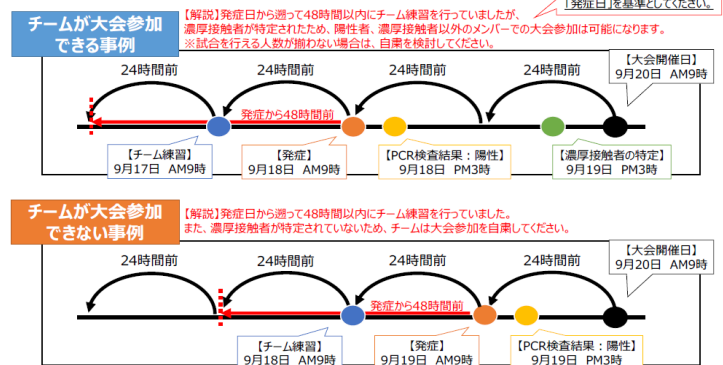 「発症日」を基準としてください。
チームが大会参加
できる事例
【解説】発症日から遡って48時間以内にチーム練習を行っていましたが、
濃厚接触者が特定されたため、陽性者、濃厚接触者以外のメンバーでの大会参加は可能になります。
※試合を行える人数が揃わない場合は、自粛を検討してください。
24時間前
24時間前
24時間前
24時間前
【大会開催日】
9月20日 AM9時
発症から48時間前
【チーム練習】
9月17日 AM9時
【発症】
9月18日 AM9時
【PCR検査結果：陽性】
9月18日 PM3時
【濃厚接触者の特定】
9月19日 PM3時
チームが大会参加
できない事例
【解説】発症日から遡って48時間以内にチーム練習を行っていました。
また、濃厚接触者が特定されていないため、チームは大会参加を自粛してください。
24時間前
24時間前
24時間前
24時間前
【大会開催日】
9月20日 AM9時
発症から48時間前
【チーム練習】
9月18日 AM9時
【発症】
9月19日 AM9時
【PCR検査結果：陽性】
9月19日 PM3時